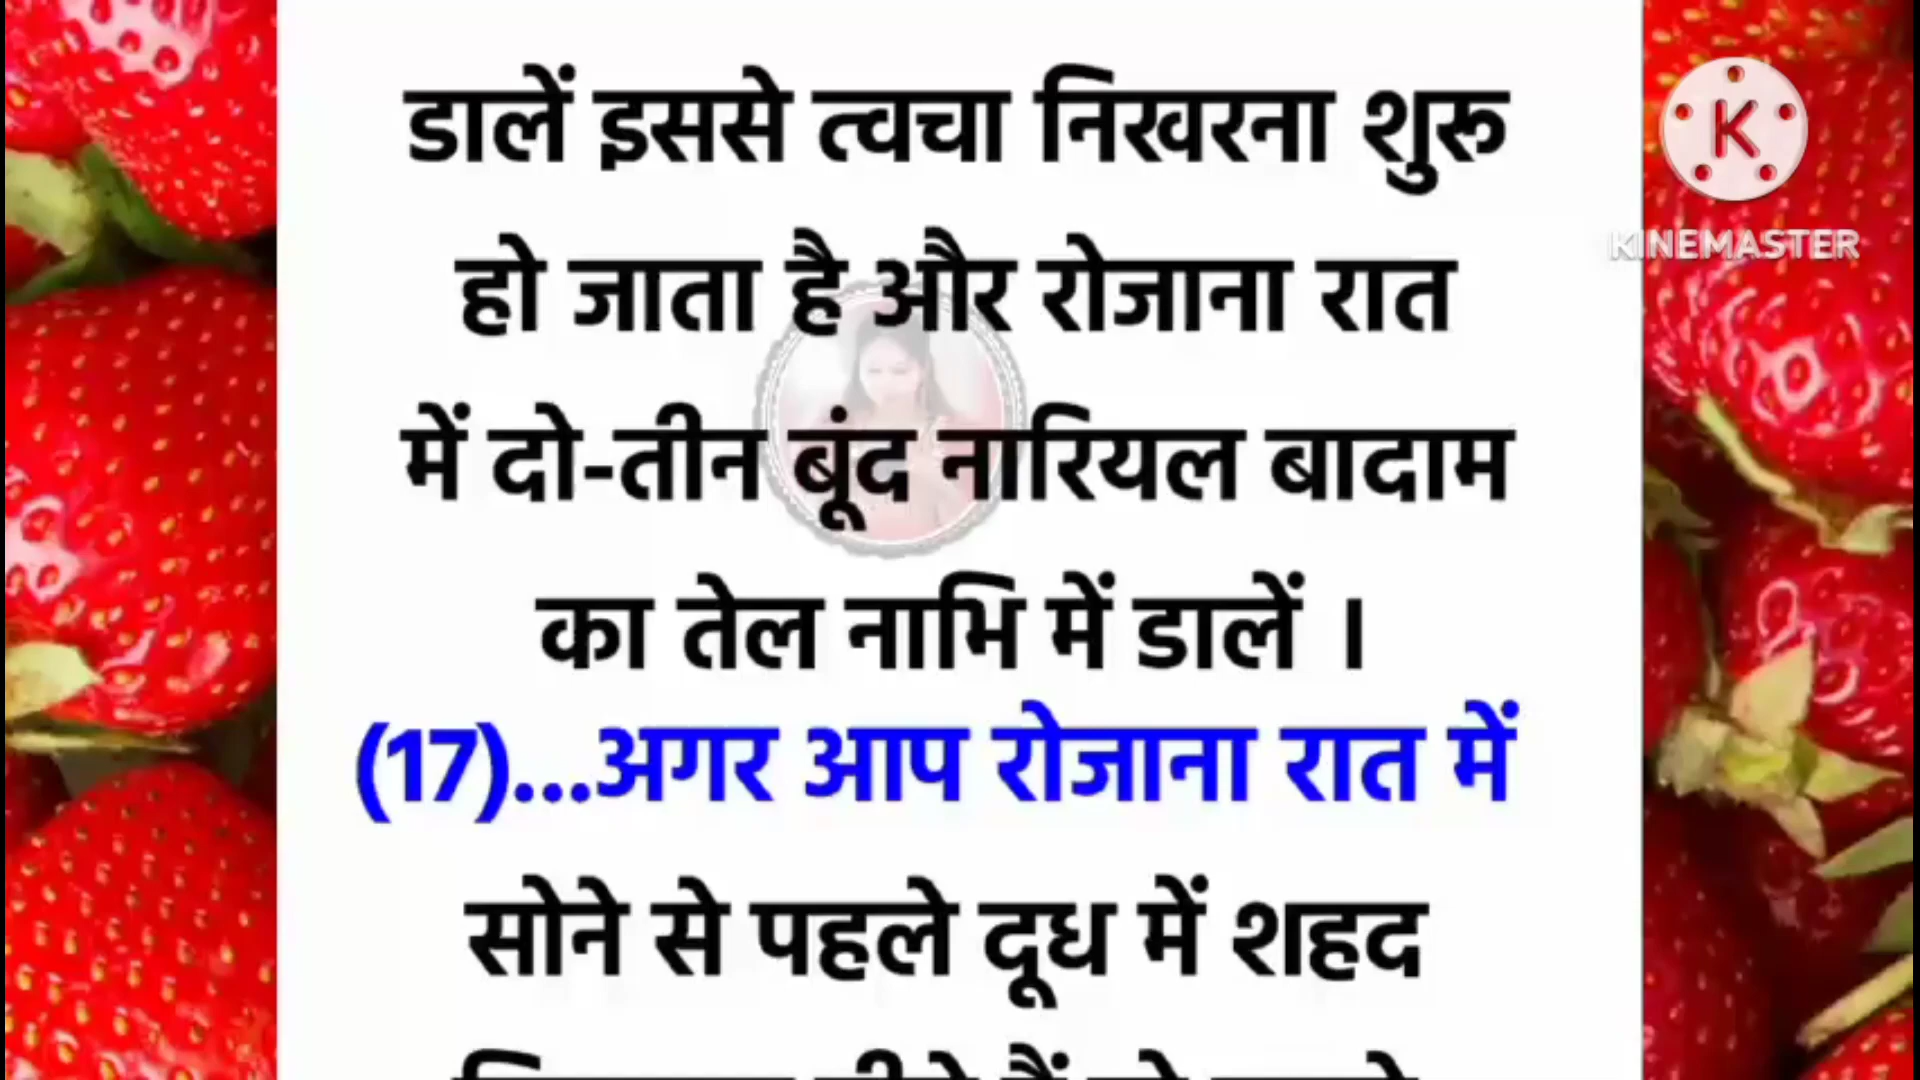 डालें इससे त्वचा निखरना शुरू
हो जाता है और रोजाना रात
में दो-तीन बूंद नारियल बादाम
का तेल नाभि में डालें ।
(17)...अगर आप रोजाना रात में
सोने से पहले दूध में शहद
K
KINEMASTER